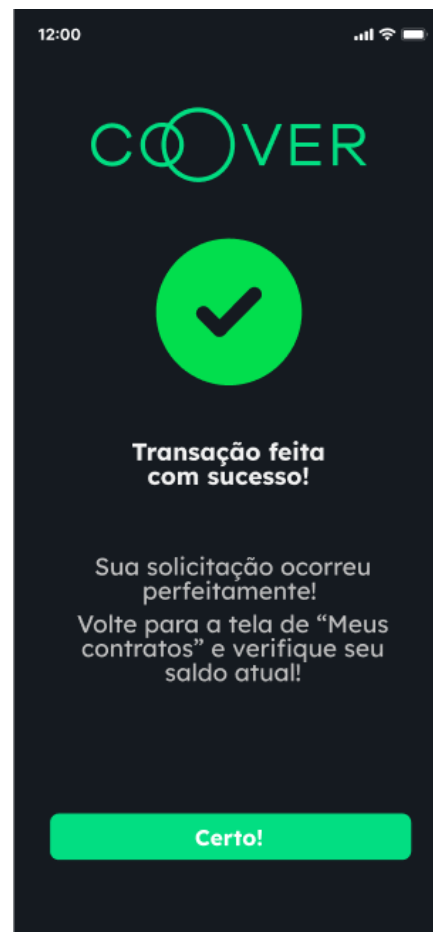 12:00
COOVER
Transação feita
com sucesso!
Sua solicitação ocorreu
perfeitamente!
Volte para a tela de “Meus
contratos” e verifique seu
saldo atual!
Certo!